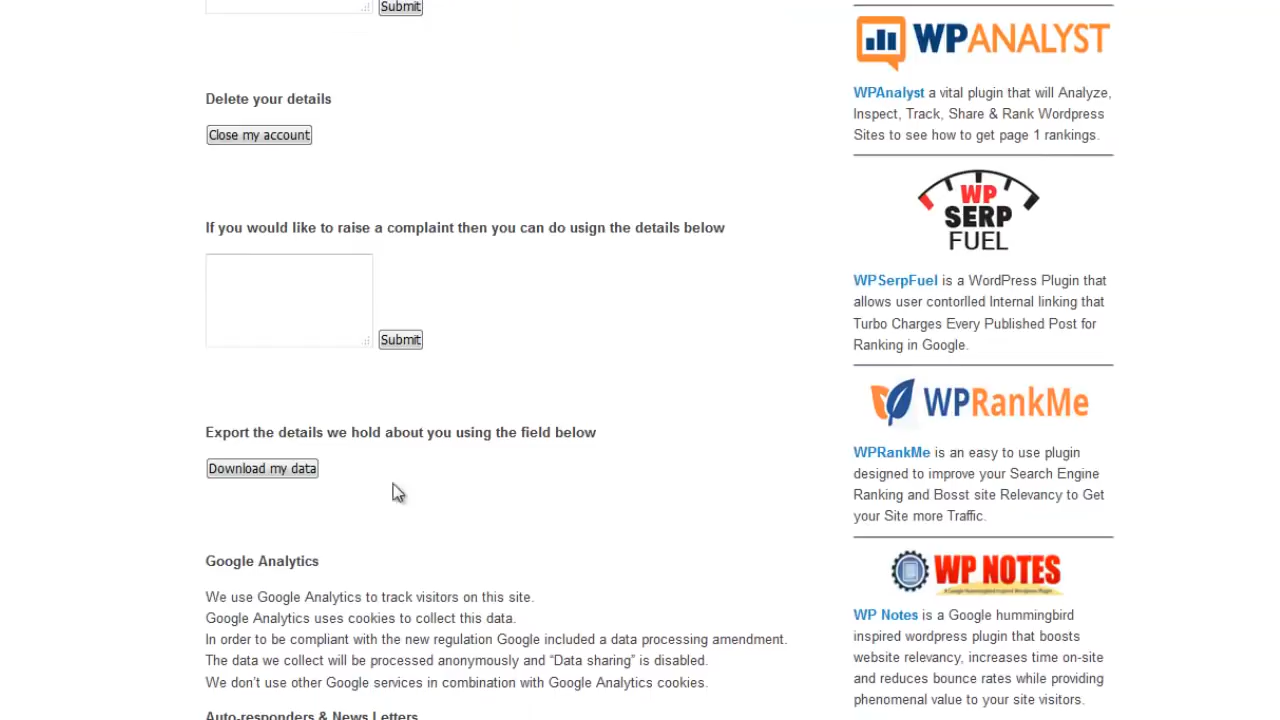 Submit
Delete your details
Close my account
If you would like to raise a complaint then you can do usign the details below
Submit
Export the details we hold about you using the field below
Download my data
Google Analytics
We use Google Analytics to track visitors on this site.
Google Analytics uses cookies to collect this data.
In order to be compliant with the new regulation Google included a data processing amendment.
The data we collect will be processed anonymously and “Data sharing” is disabled.
We don’t use other Google services in combination with Google Analytics cookies.
Auto-responders & News Letters
WPANALYST
WPAnalyst a vital plugin that will Analyze,
Inspect, Track, Share & Rank Wordpress
Sites to see how to get page 1 rankings.
WP
SERP
FUEL
WPSerpFuel is a WordPress Plugin that
allows user contorlled Internal linking that
Turbo Charges Every Published Post for
Ranking in Google.
WPRankMe
WPRankMe is an easy to use plugin
designed to improve your Search Engine
Ranking and Bosst site Relevancy to Get
your Site more Traffic.
WP NOTES
A Google Hummingbird Inspired Wordpress Plugin
WP Notes is a Google hummingbird
inspired wordpress plugin that boosts
website relevancy, increases time on-site
and reduces bounce rates while providing
phenomenal value to your site visitors.